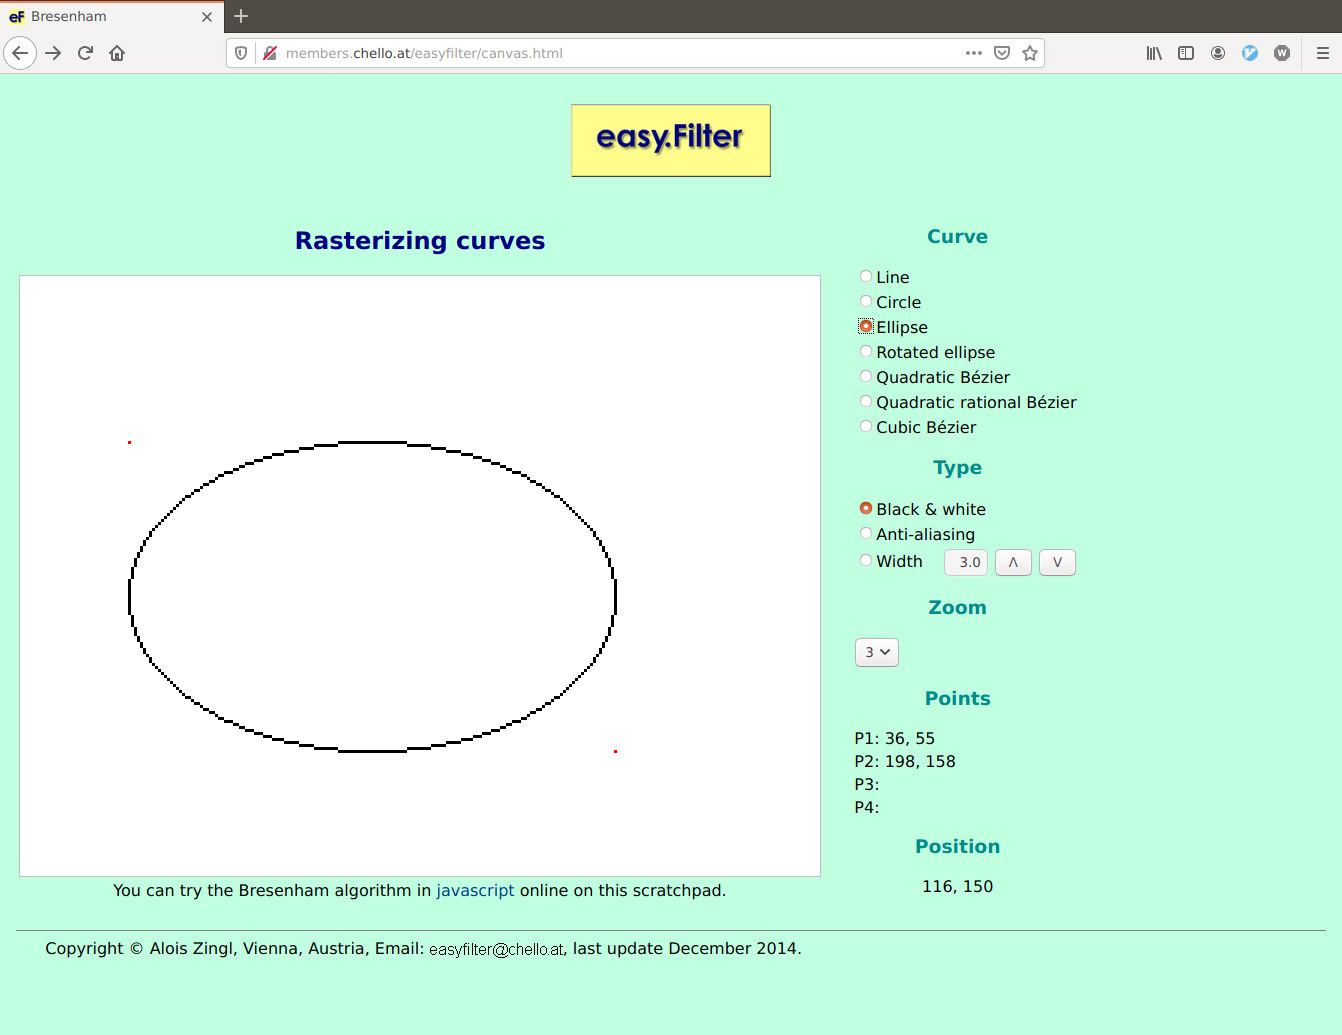 eF Bresenham
members.chello.at/easyfilter/canvas.html
W
easy.Filter
Rasterizing curves
You can try the Bresenham algorithm in javascript online on this scratchpad.
Curve
Line
Circle
Ellipse
Rotated ellipse
Quadratic Bézier
Quadratic rational Bézier
Cubic Bézier
Type
Black & white
Anti-aliasing
Width 3.0 Λ V
Zoom
3
Points
P1: 36, 55
P2: 198, 158
P3:
P4:
Position
116, 150
Copyright © Alois Zingl, Vienna, Austria, Email: easyfilter@chello.at, last update December 2014.